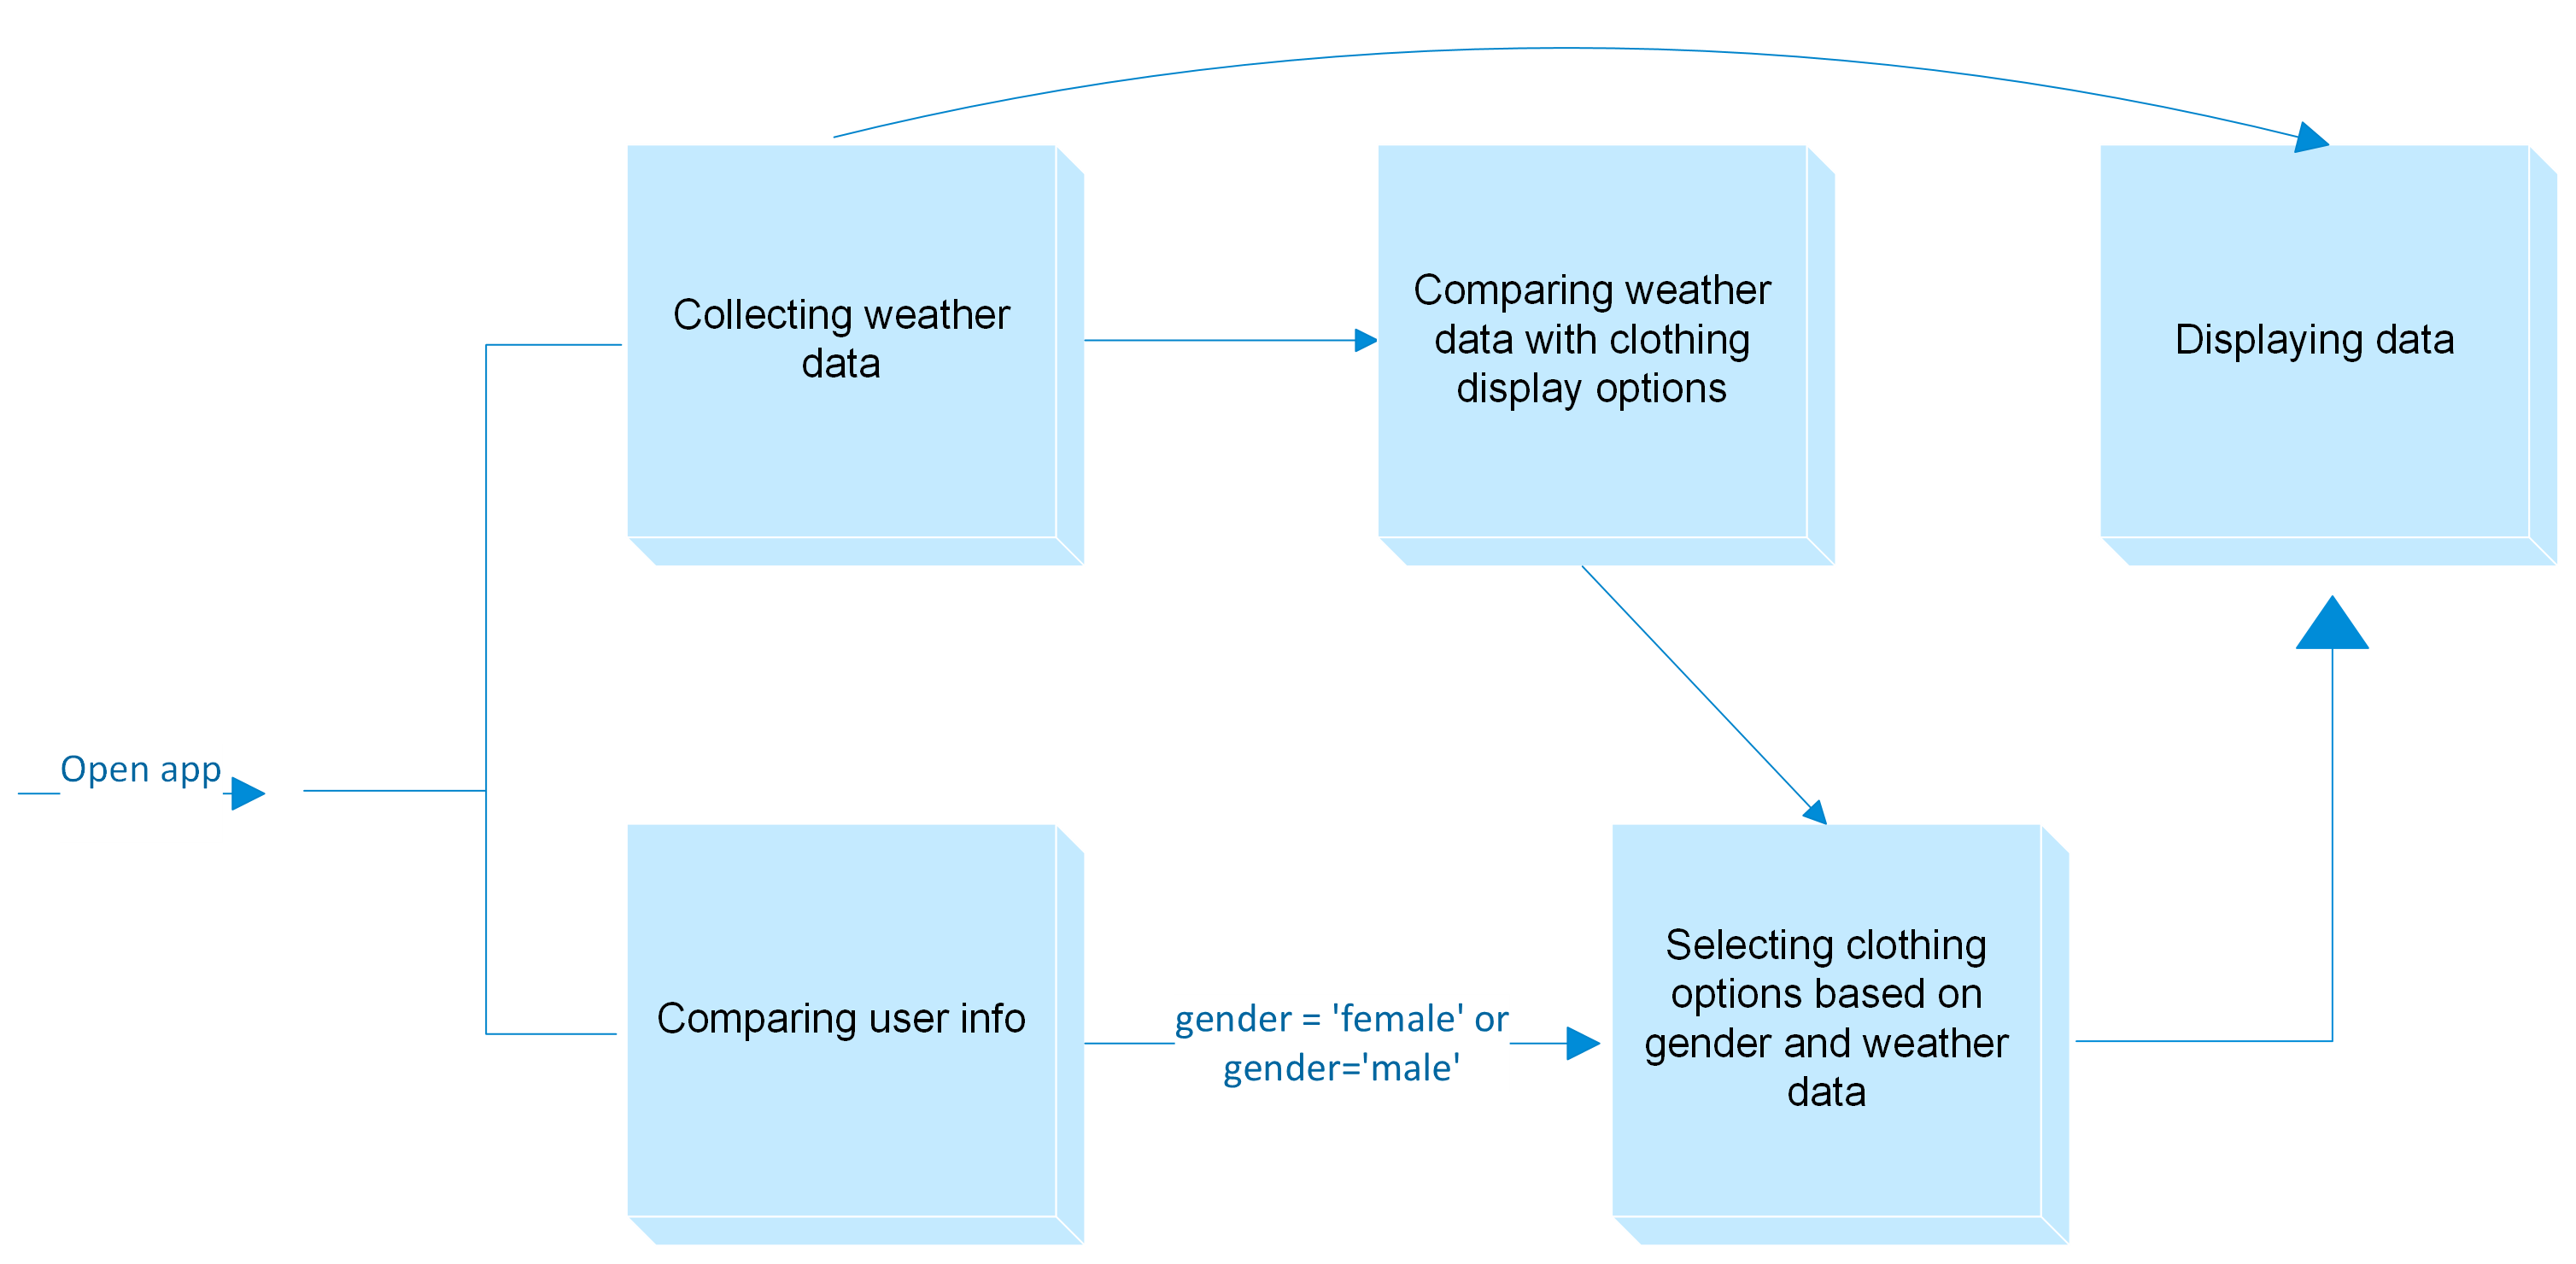 Collecting weather
data
Comparing weather
data with clothing
display options
Displaying data
Open app
Comparing user info
gender = 'female' or
gender='male'
Selecting clothing
options based on
gender and weather
data